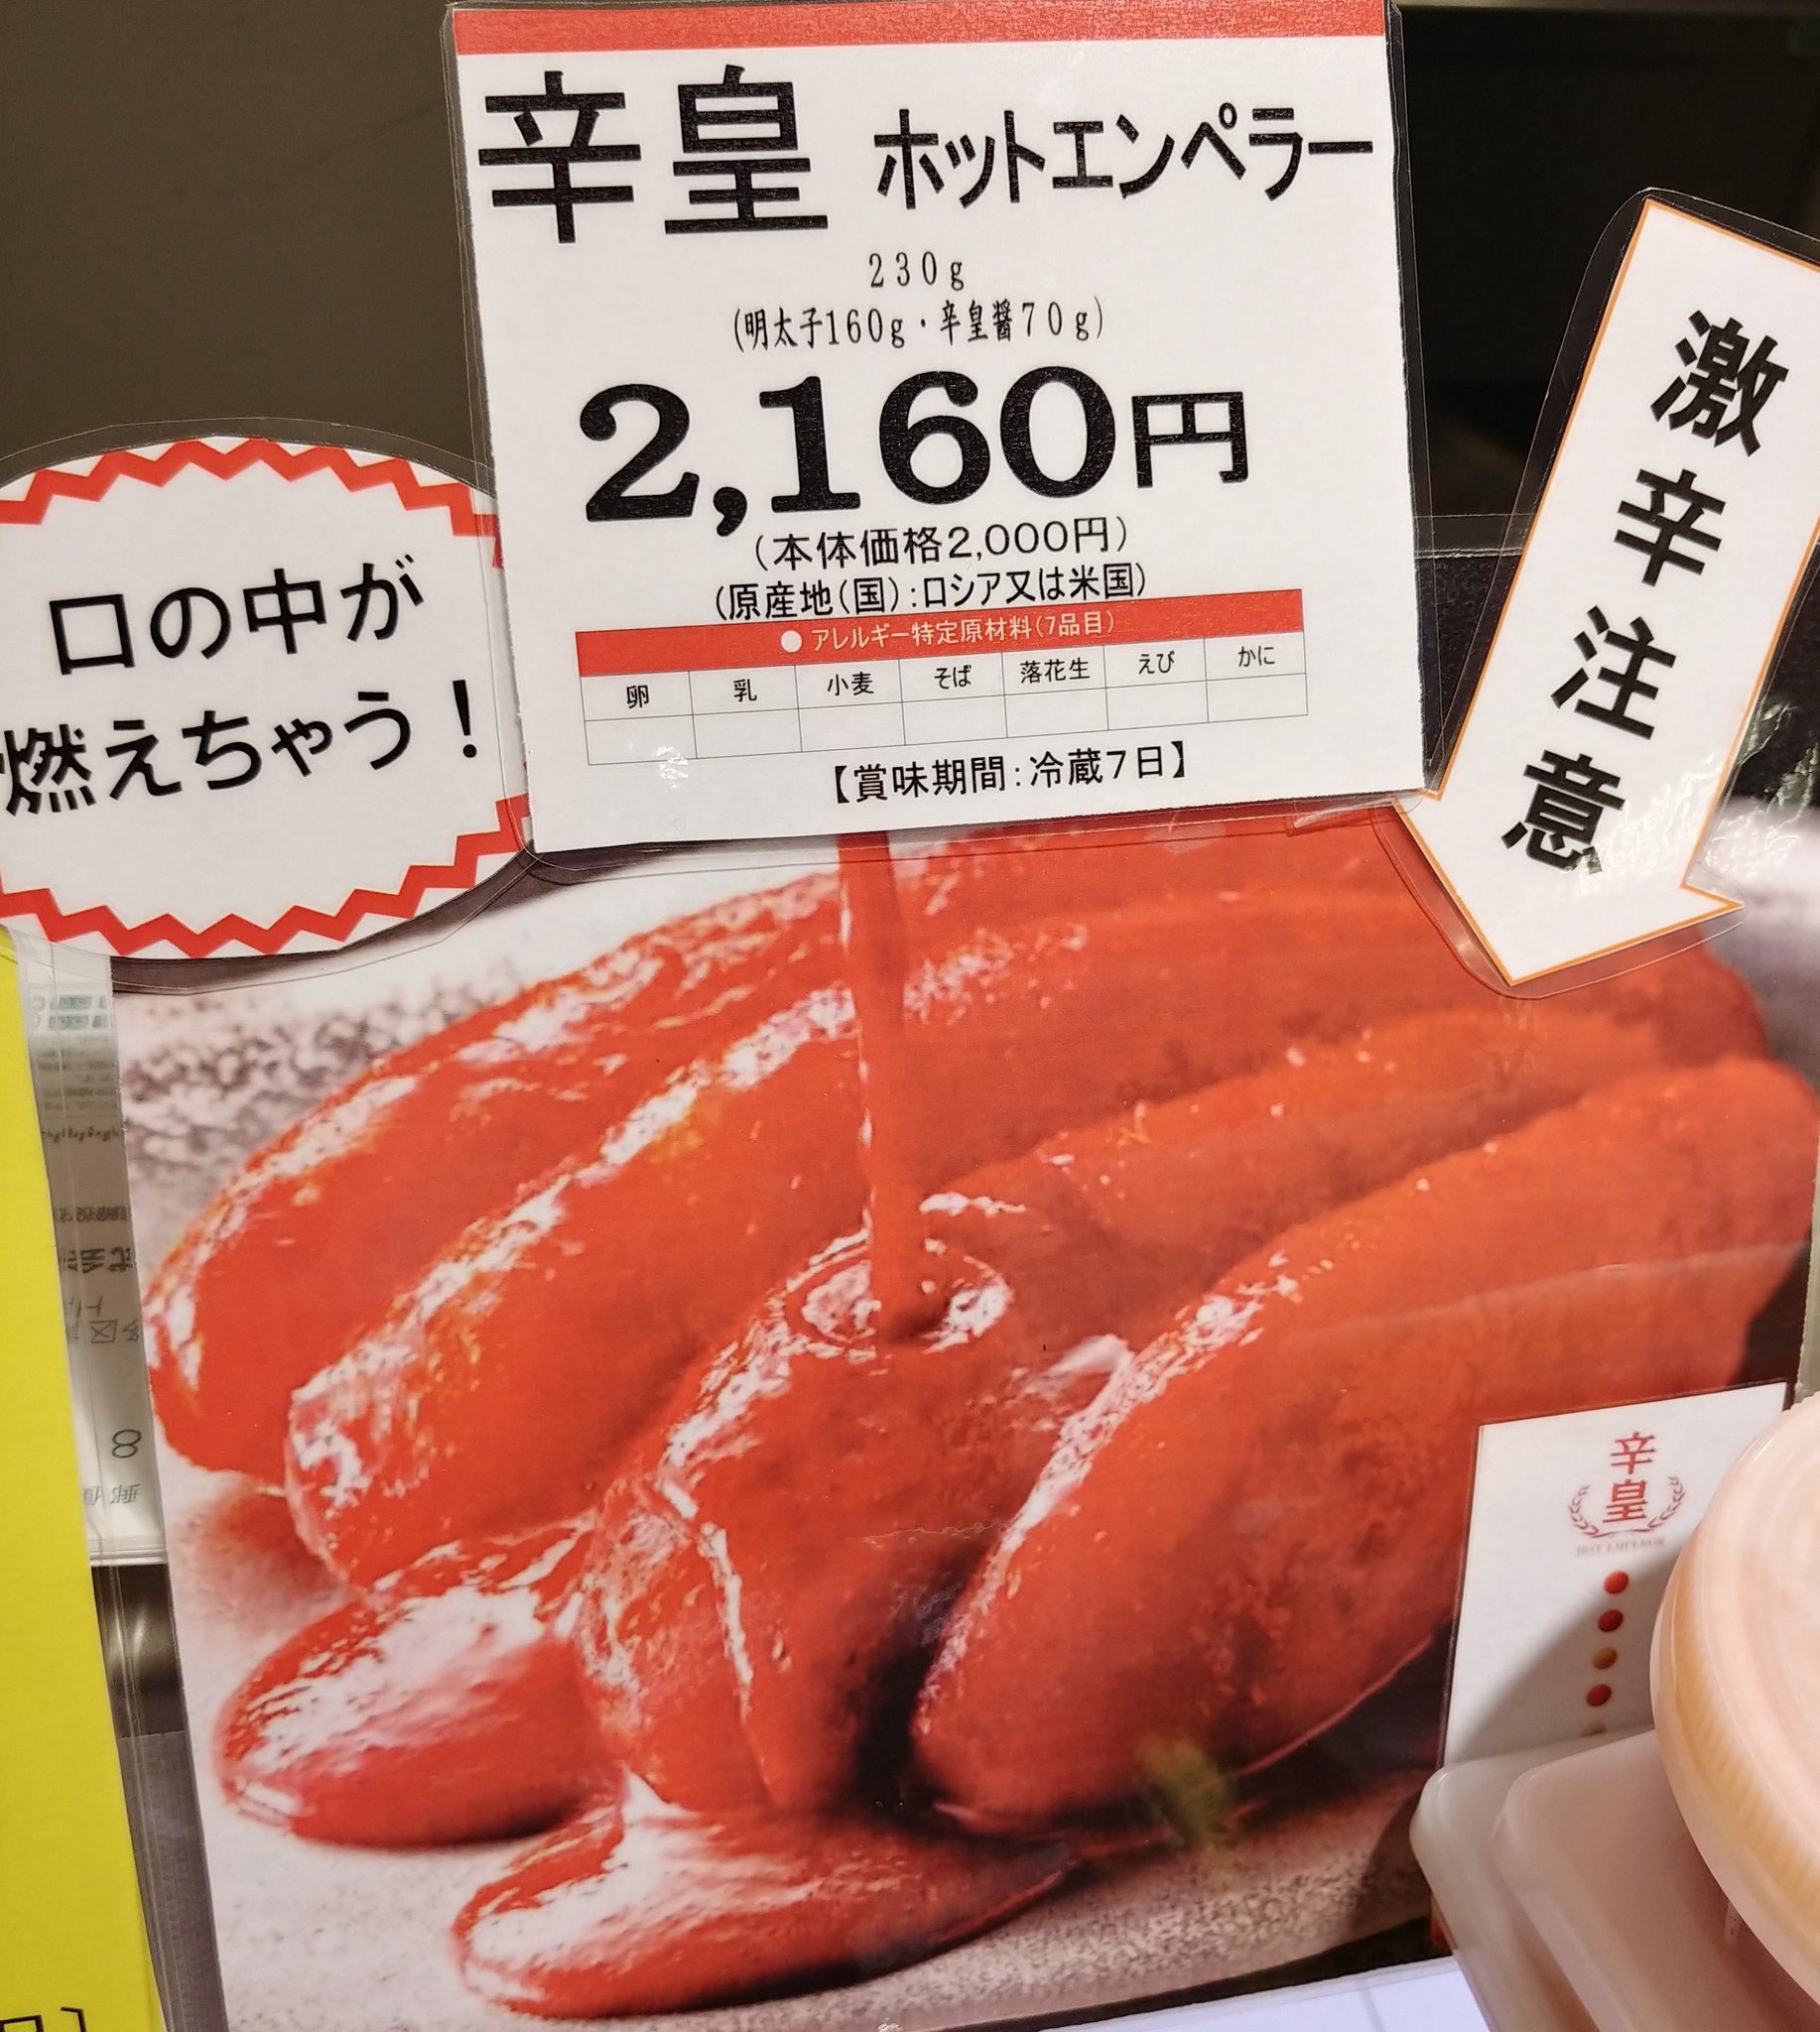 辛皇 ホットエンペラー
230g
(明太子160g・辛皇醤70g)
2,160円
(本体価格2,000円)
(原産地(国):ロシア又は米国)
●アレルギー特定原材料(7品目)
卵 乳 小麦 そば 落花生 えび かに
【賞味期間:冷蔵7日】
口の中が
燃えちゃう！
激辛注意
辛皇
HOT EMPEROR